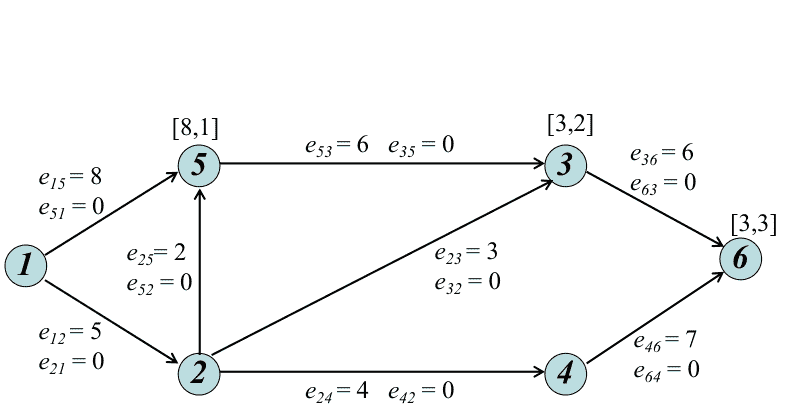 [8,1]
[3,2]
5
e53 = 6 e35 = 0
3
e36 = 6
e63 = 0
e15 = 8
e51 = 0
[3,3]
1
e25= 2
e52 = 0
e23 = 3
e32 = 0
6
e12 = 5
e21 = 0
2
e24 = 4 e42 = 0
4
e46 = 7
e64 = 0